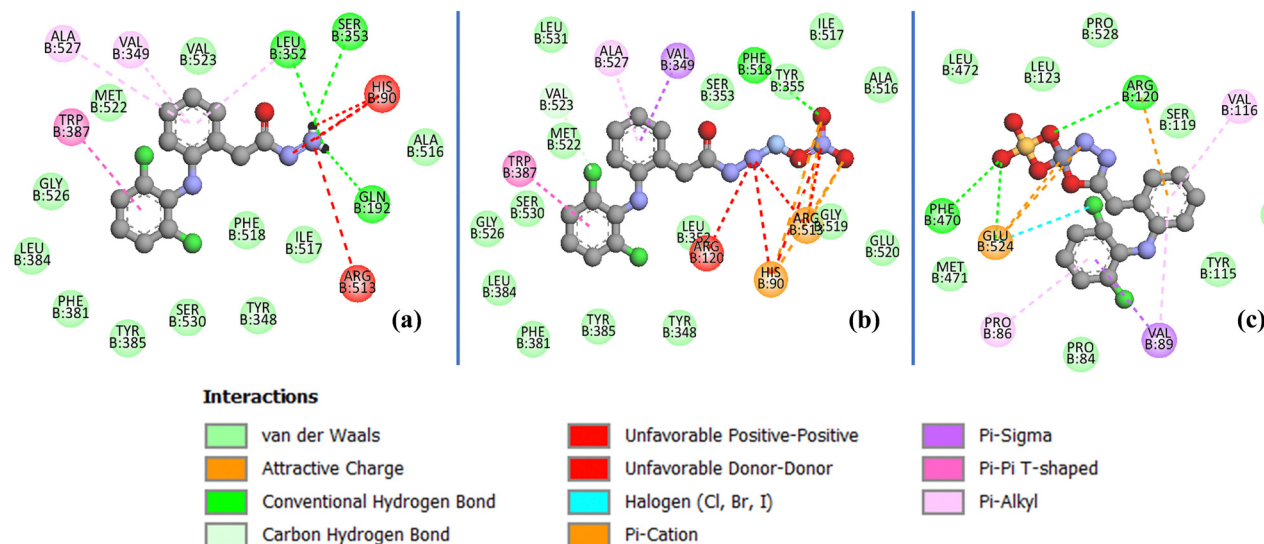 ALA
B:527
VAL
B:349
VAL
B:523
LEU
B:352
SER
B:353
HIS
B:90
MET
B:522
TRP
B:387
ALA
B:516
GLY
B:526
GLN
B:192
PHE
B:518
ILE
B:517
LEU
B:384
ARG
B:513
PHE
B:381
TYR
B:385
SER
B:530
TYR
B:348
(a)
LEU
B:531
ALA
B:527
VAL
B:349
PHE
B:518
ILE
B:517
TYR
B:355
SER
B:353
ALA
B:516
VAL
B:523
MET
B:522
TRP
B:387
SER
B:530
GLY
B:526
LEU
B:352
ARG
B:120
ARG
B:513
GLY
B:519
GLU
B:520
HIS
B:90
LEU
B:384
PHE
B:381
TYR
B:385
TYR
B:348
(b)
PRO
B:528
LEU
B:472
LEU
B:123
ARG
B:120
SER
B:119
VAL
B:116
PHE
B:470
GLU
B:524
MET
B:471
TYR
B:115
PRO
B:86
PRO
B:84
VAL
B:89
(c)
Interactions
van der Waals
Attractive Charge
Conventional Hydrogen Bond
Carbon Hydrogen Bond
Unfavorable Positive-Positive
Unfavorable Donor-Donor
Halogen (Cl, Br, I)
Pi-Cation
Pi-Sigma
Pi-Pi T-shaped
Pi-Alkyl